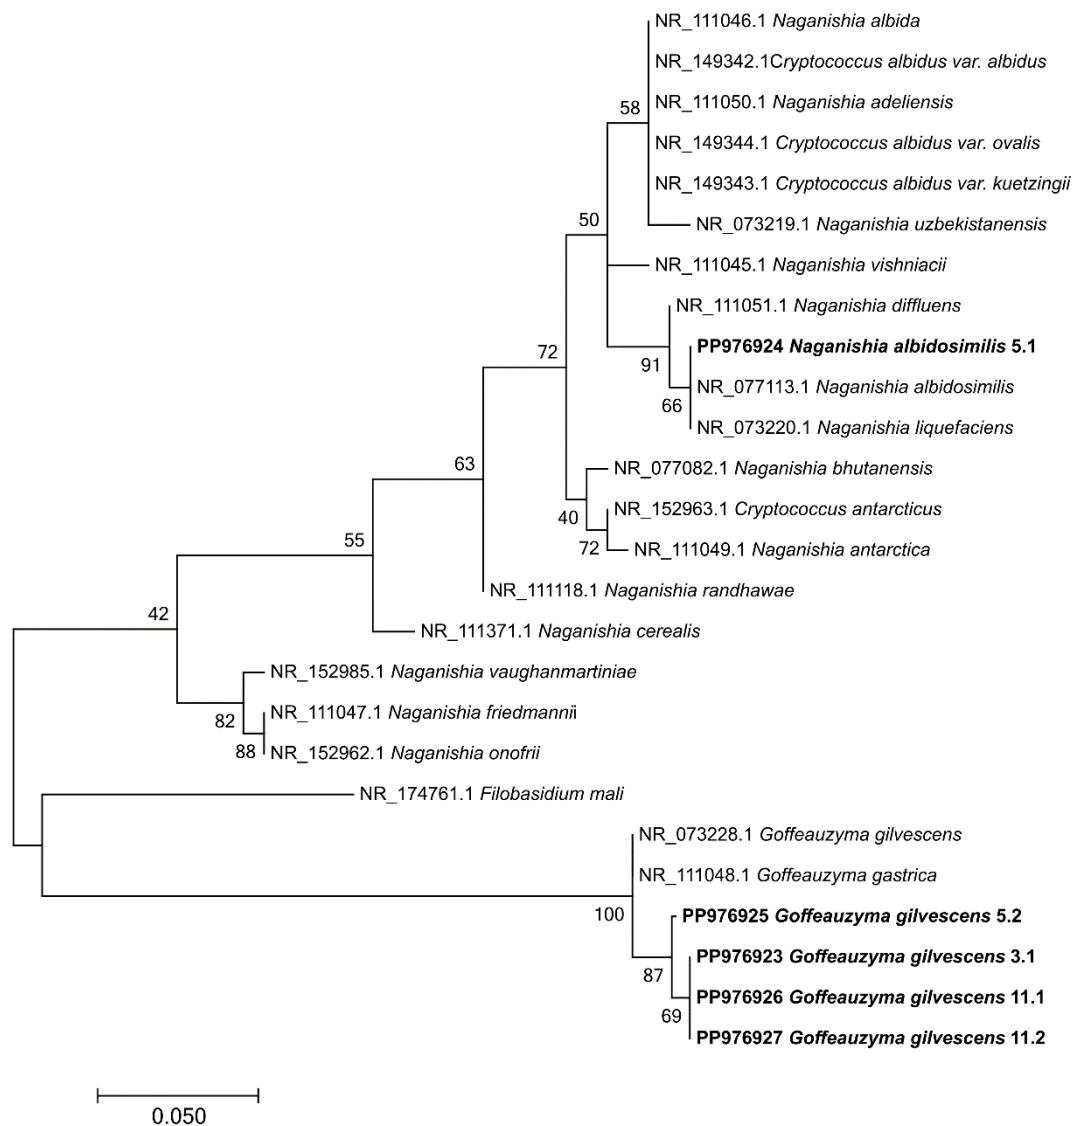 NR_111046.1 Naganishia albida
NR_149342.1Cryptococcus albidus var. albidus
NR_111050.1 Naganishia adeliensis
58
NR_149344.1 Cryptococcus albidus var. ovalis
NR_149343.1 Cryptococcus albidus var. kuetzingii
50
NR_073219.1 Naganishia uzbekistanensis
NR_111045.1 Naganishia vishniacii
NR_111051.1 Naganishia diffluens
72
PP976924 Naganishia albidosimilis 5.1
91
NR_077113.1 Naganishia albidosimilis
66
NR_073220.1 Naganishia liquefaciens
63
NR_077082.1 Naganishia bhutanensis
NR_152963.1 Cryptococcus antarcticus
40
55
72
NR_111049.1 Naganishia antarctica
NR_111118.1 Naganishia randhawae
42
NR_111371.1 Naganishia cerealis
NR_152985.1 Naganishia vaughanmartiniae
82
NR_111047.1 Naganishia friedmannii
88
NR_152962.1 Naganishia onofrii
NR_174761.1 Filobasidium mali
NR_073228.1 Goffeauzyma gilvescens
NR_111048.1 Goffeauzyma gastrica
100
PP976925 Goffeauzyma gilvescens 5.2
PP976923 Goffeauzyma gilvescens 3.1
87
PP976926 Goffeauzyma gilvescens 11.1
69
PP976927 Goffeauzyma gilvescens 11.2
0.050